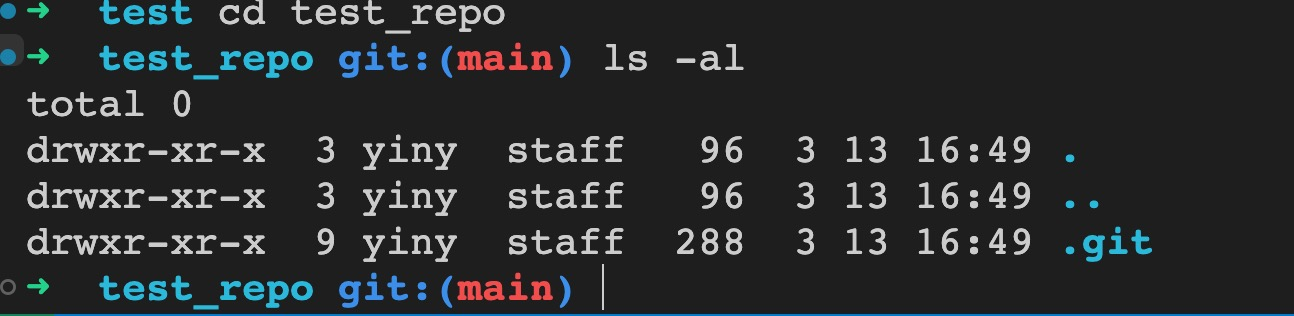 ➜  test cd test_repo
➜  test_repo git:(main) ls -al
total 0
drwxr-xr-x  3 yiny  staff   96  3 13 16:49 .
drwxr-xr-x  3 yiny  staff   96  3 13 16:49 ..
drwxr-xr-x  9 yiny  staff  288  3 13 16:49 .git
➜  test_repo git:(main)